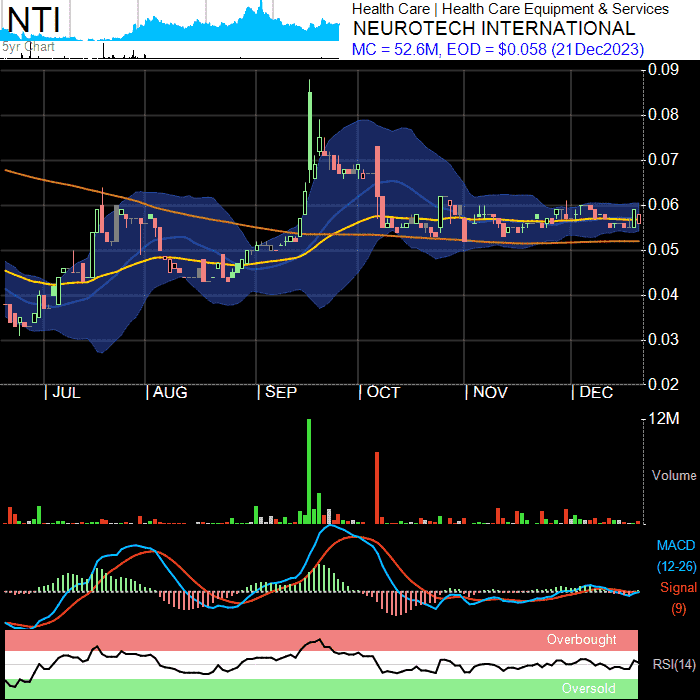 NTI
Health Care | Health Care Equipment & Services
NEUROTECH INTERNATIONAL
MC = 52.6M, EOD = $0.058 (21Dec2023)
5yr Chart
0.09
0.08
0.07
0.06
0.05
0.04
0.03
0.02
| JUL | AUG | SEP | OCT | NOV | DEC
12M
Volume
MACD
(12-26)
Signal
(9)
Overbought
RSI(14)
Oversold